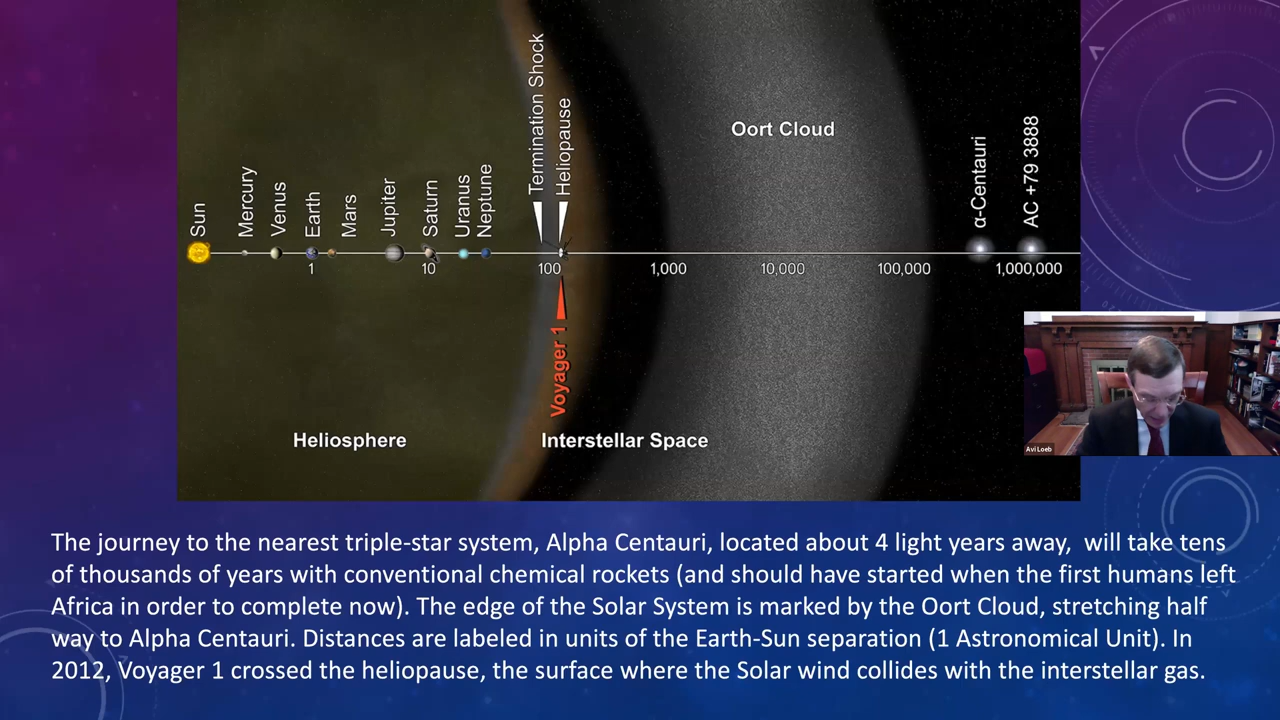 Sun
Mercury
Venus
Earth
Mars
Jupiter
Saturn
Uranus
Neptune
Termination Shock
Heliopause
Oort Cloud
α-Centauri
AC +79 3888
1
10
100
1,000
10,000
100,000
1,000,000
Voyager 1
Heliosphere
Interstellar Space
Avi Loeb
The journey to the nearest triple-star system, Alpha Centauri, located about 4 light years away, will take tens
of thousands of years with conventional chemical rockets (and should have started when the first humans left
Africa in order to complete now). The edge of the Solar System is marked by the Oort Cloud, stretching half
way to Alpha Centauri. Distances are labeled in units of the Earth-Sun separation (1 Astronomical Unit). In
2012, Voyager 1 crossed the heliopause, the surface where the Solar wind collides with the interstellar gas.